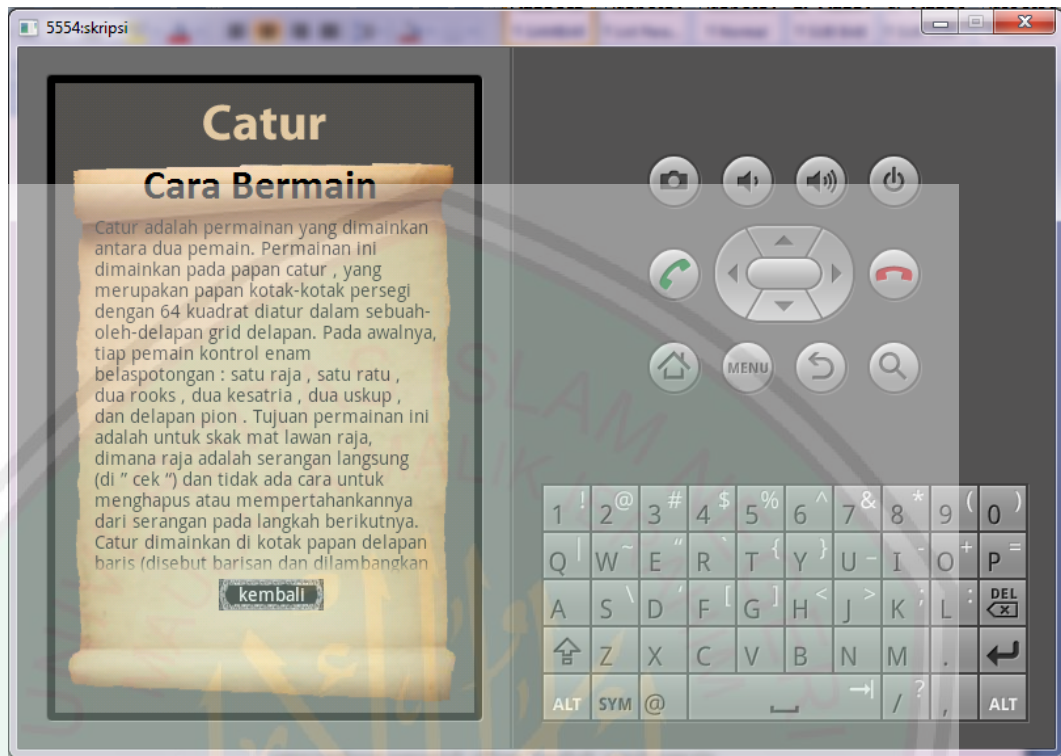 5554:skripsi
Catur
Cara Bermain
Catur adalah permainan yang dimainkan
antara dua pemain. Permainan ini
dimainkan pada papan catur , yang
merupakan papan kotak-kotak persegi
dengan 64 kuadrat diatur dalam sebuah-
oleh-delapan grid delapan. Pada awalnya,
tiap pemain kontrol enam
belaspotongan : satu raja , satu ratu ,
dua rooks , dua kesatria , dua uskup ,
dan delapan pion . Tujuan permainan ini
adalah untuk skak mat lawan raja,
dimana raja adalah serangan langsung
(di ” cek “) dan tidak ada cara untuk
menghapus atau mempertahankannya
dari serangan pada langkah berikutnya.
Catur dimainkan di kotak papan delapan
baris (disebut barisan dan dilambangkan
kembali
MENU
1 ! 2 @ 3 # 4 $ 5 % 6 ^ 7 & 8 * 9 ( 0 )
Q | W ~ E “ R ` T { Y } U _ I - O + P =
A S \ D ‘ F [ G ] H < J > K ; L : DEL
Z X C V B N M .
ALT SYM @ / ? , ALT